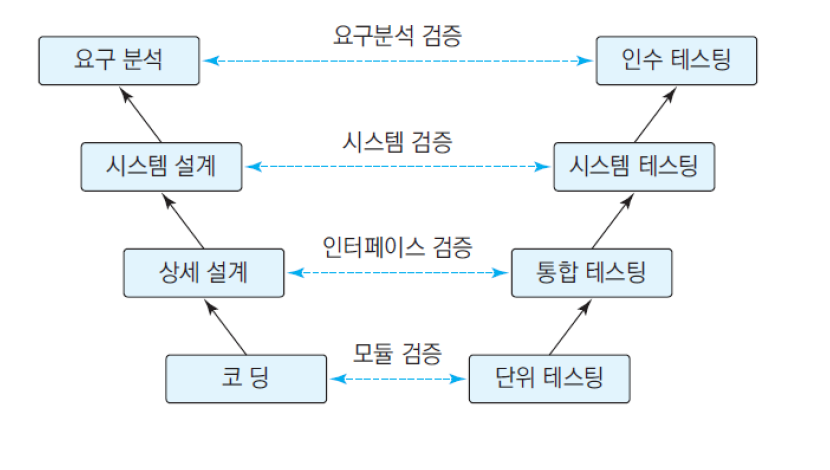 요구분석 검증
요구 분석
인수 테스팅
시스템 검증
시스템 설계
시스템 테스팅
인터페이스 검증
상세 설계
통합 테스팅
모듈 검증
코 딩
단위 테스팅